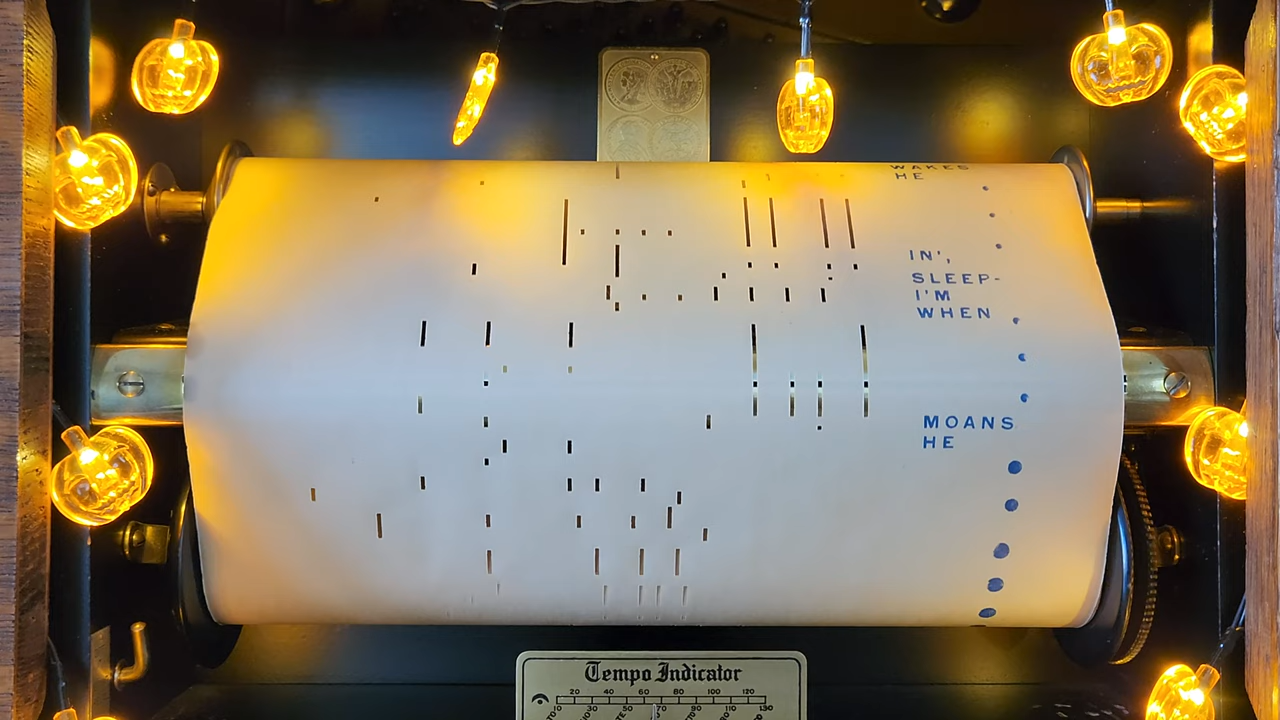 WAKES
HE
IN',
SLEEP-
I'M
WHEN
MOANS
HE
Tempo Indicator
20 40 60 80 100 120
10 30 70 90 110 130